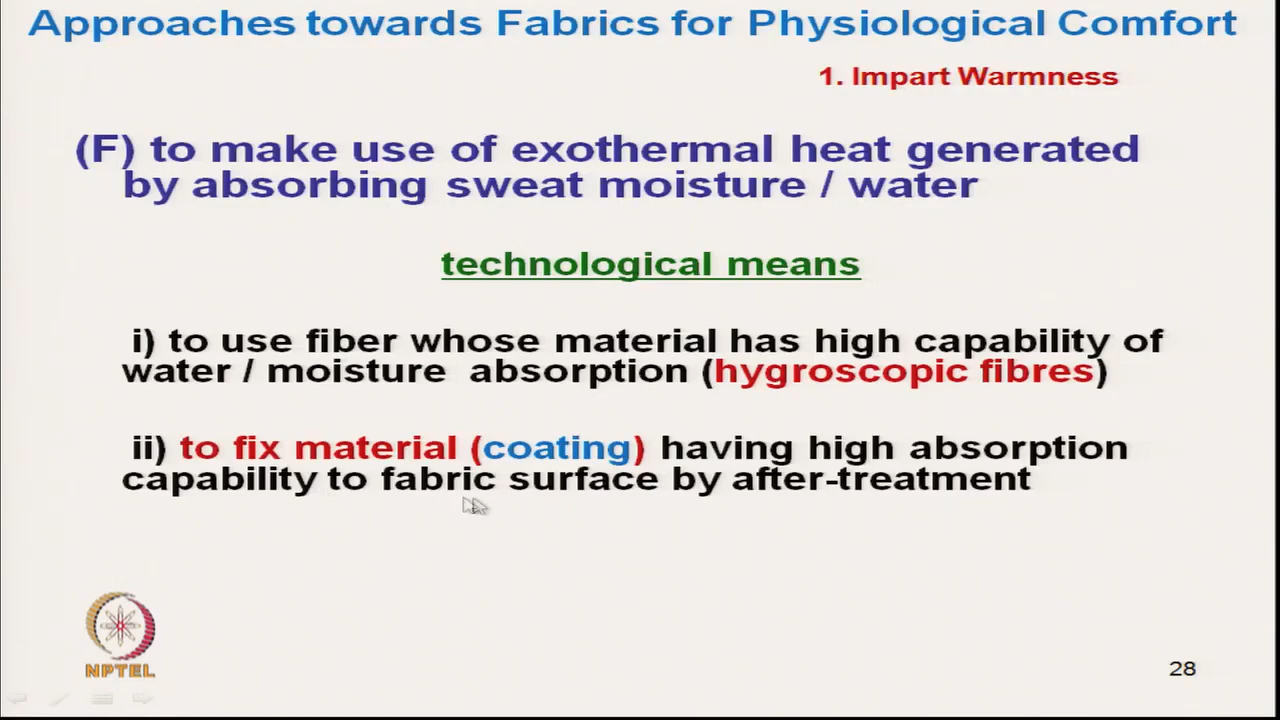 Approaches towards Fabrics for Physiological Comfort
1. Impart Warmness
(F) to make use of exothermal heat generated
by absorbing sweat moisture / water
technological means
i) to use fiber whose material has high capability of
water / moisture absorption (hygroscopic fibres)
ii) to fix material (coating) having high absorption
capability to fabric surface by after-treatment
NPTEL
28